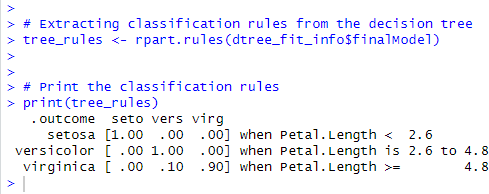 >
> # Extracting classification rules from the decision tree
> tree_rules <- rpart.rules(dtree_fit_info$finalModel)
>
>
> # Print the classification rules
> print(tree_rules)
   .outcome  seto vers virg
     setosa [1.00  .00  .00] when Petal.Length <  2.6
 versicolor [ .00 1.00  .00] when Petal.Length is 2.6 to 4.8
  virginica [ .00  .10  .90] when Petal.Length >=        4.8
>